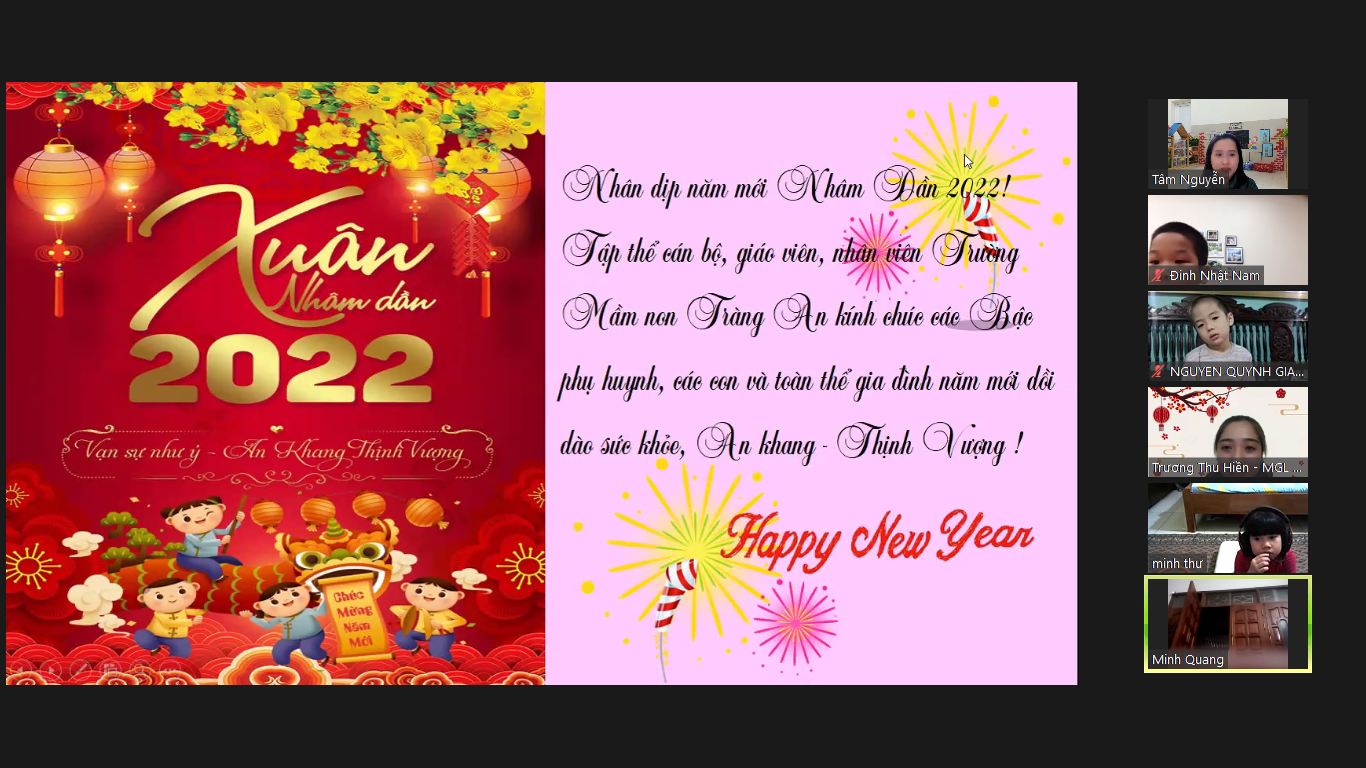 Xuân
Nhâm dần
2022
Vạn sự như ý - An Khang Thịnh Vượng
Chúc
Mừng
Năm
Mới
Nhân dịp năm mới Nhâm Dần 2022!
Tập thể cán bộ, giáo viên, nhân viên Trường
Mầm non Tràng An kính chúc các Bậc
phụ huynh, các con và toàn thể gia đình năm mới dồi
dào sức khỏe, An khang - Thịnh Vượng !
Happy New Year
Tâm Nguyễn
Đinh Nhật Nam
NGUYEN QUYNH GIA...
Trương Thu Hiền - MGL ...
minh thư
Minh Quang